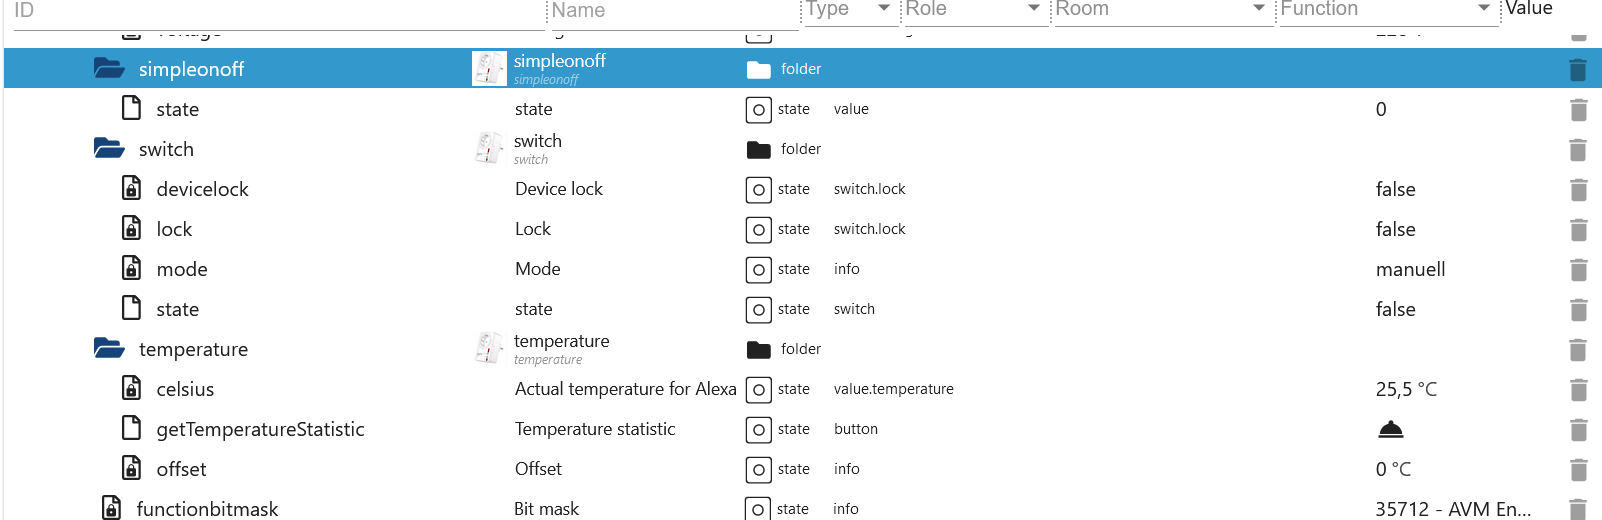 ID Name Type Role Room Function Value
simpleonoff simpleonoff folder
simpleonoff
state state state value 0
switch switch folder
switch
devicelock Device lock state switch.lock false
lock Lock state switch.lock false
mode Mode state info manuell
state state state switch false
temperature temperature folder
temperature
celsius Actual temperature for Alexa state value.temperature 25,5 °C
getTemperatureStatistic Temperature statistic state button
offset Offset state info 0 °C
functionbitmask Bit mask state info 35712 - AVM En...